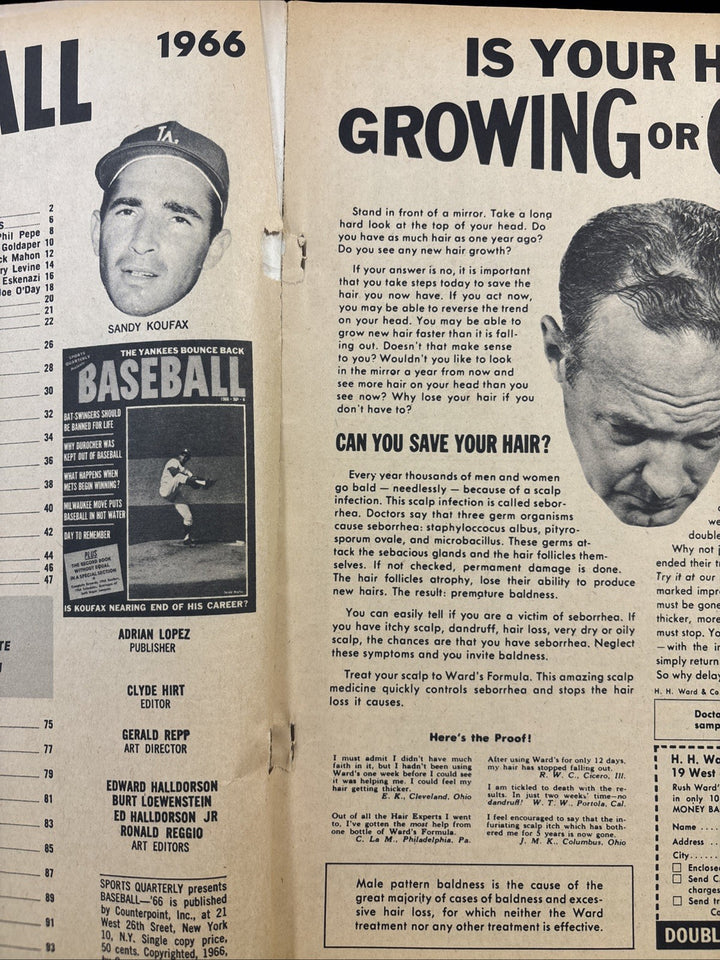 ALL
1966
LA
SANDY KOUFAX
2
S 6
Phil Pepe 8
Goldaper 10
ck Mahon 12
ry Levine 14
Eskenazi 16
Joe O'Day 18
20
21
22
26
28
30
32
34
36
38
40
42
44
46
47
THE YANKEES BOUNCE BACK
SPORTS QUARTERLY
BASEBALL
BAT-SWINGERS SHOULD
BE BANNED FOR LIFE
WHY DUROCHER WAS
KEPT OUT OF BASEBALL
WHAT HAPPENS WHEN
METS BEGIN WINNING?
MILWAUKEE MOVE PUTS
BASEBALL IN HOT WATER
DAY TO REMEMBER
PLUS
THE RECORD BOOK
WITHOUT EQUAL
IN A SPECIAL SECTION
IS KOUFAX NEARING END OF HIS CAREER?
TE
ADRIAN LOPEZ
PUBLISHER
CLYDE HIRT
EDITOR
GERALD REPP
ART DIRECTOR
EDWARD HALLDORSON
BURT LOEWENSTEIN
ED HALLDORSON JR
RONALD REGGIO
ART EDITORS
75
77
79
81
83
85
87
89
91
93
SPORTS QUARTERLY presents
BASEBALL—'66 is published
by Counterpoint, Inc., at 21
West 26th Sreet, New York
10, N.Y. Single copy price,
50 cents. Copyrighted, 1966,
IS YOUR H
GROWING OR
Stand in front of a mirror. Take a long
hard look at the top of your head. Do
you have as much hair as one year ago?
Do you see any new hair growth?
If your answer is no, it is important
that you take steps today to save the
hair you now have. If you act now,
you may be able to reverse the trend
on your head. You may be able to
grow new hair faster than it is fall-
ing out. Doesn't that make sense
to you? Wouldn't you like to look
in the mirror a year from now and
see more hair on your head than you
see now? Why lose your hair if you
don't have to?
CAN YOU SAVE YOUR HAIR?
Every year thousands of men and women
go bald — needlessly — because of a scalp
infection. This scalp infection is called sebor-
rhea. Doctors say that three germ organisms
cause seborrhea: staphyloccocus albus, pityro-
sporum ovale, and microbacillus. These germs at-
tack the sebacious glands and the hair follicles them-
selves. If not checked, permament damage is done.
The hair follicles atrophy, lose their ability to produce
new hairs. The result: prempture baldness.
You can easily tell if you are a victim of seborrhea. If
you have itchy scalp, dandruff, hair loss, very dry or oily
scalp, the chances are that you have seborrhea. Neglect
these symptoms and you invite baldness.
Treat your scalp to Ward's Formula. This amazing scalp
medicine quickly controls seborrhea and stops the hair
loss it causes.
Here's the Proof!
I must admit I didn't have much
faith in it, but I hadn't been using
Ward's one week before I could see
it was helping me. I could feel my
hair getting thicker.
E. K., Cleveland, Ohio
Out of all the Hair Experts I went
to, I've gotten the most help from
one bottle of Ward's Formula.
C. La M., Philadelphia, Pa.
After using Ward's for only 12 days,
my hair has stopped falling out.
R. W. C., Cicero, Ill.
I am tickled to death with the re-
sults. In just two weeks' time—no
dandruff! W. T. W., Portola, Cal.
I feel encouraged to say that the in-
furiating scalp itch which has both-
ered me for 5 years is now gone.
J. M. K., Columbus, Ohio
Male pattern baldness is the cause of the
great majority of cases of baldness and exces-
sive hair loss, for which neither the Ward
treatment nor any other treatment is effective.
we
double
Why not j
ended their t
Try it at our
marked impr
must be gone
thicker, more
must stop. Yo
—with the in
simply return
So why delay
H. H. Ward & Co
Docto
samp
H. H. Wa
19 West
Rush Ward'
in only 10
MONEY BA
Name
Address
City
Enclose
Send C.
charges
Send tr
Ca
DOUBL